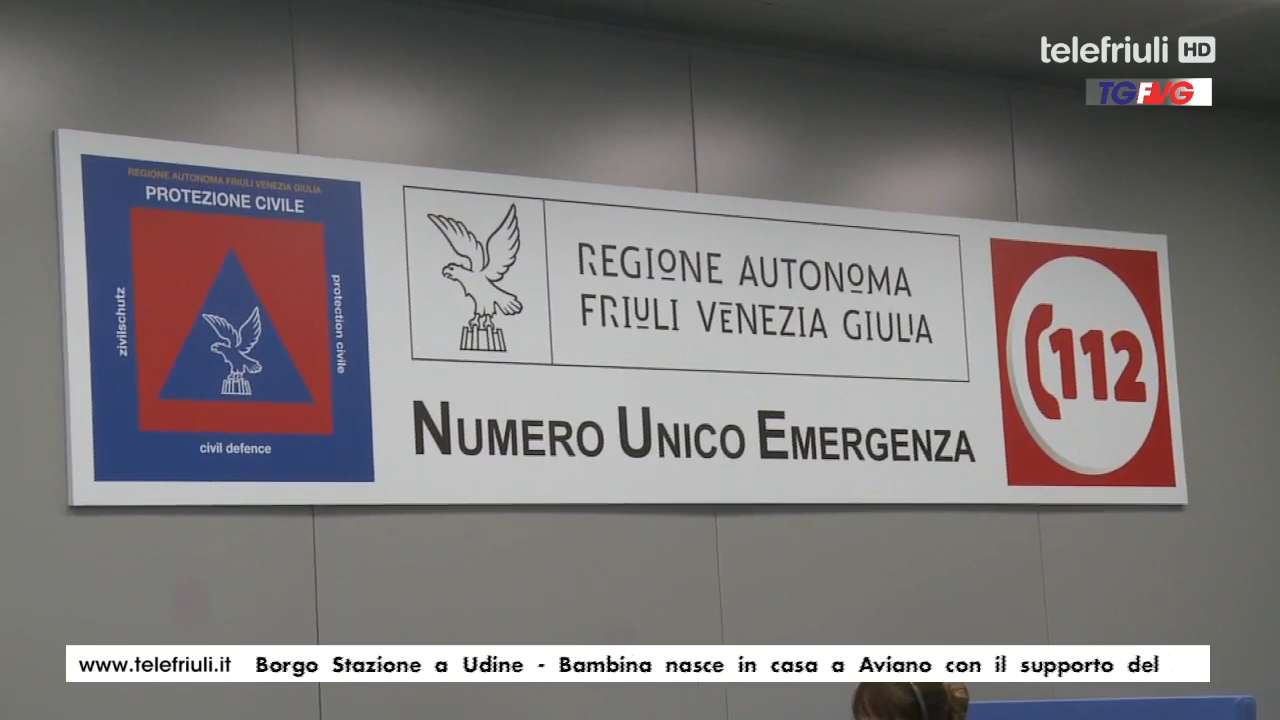 telefriuli HD
TGFVG
REGIONE AUTONOMA FRIULI VENEZIA GIULIA
PROTEZIONE CIVILE
zivilschutz
protection civile
civil defence
REGIONE AUTONOMA
FRIULI VENEZIA GIULIA
NUMERO UNICO EMERGENZA
112
www.telefriuli.it Borgo Stazione a Udine - Bambina nasce in casa a Aviano con il supporto del